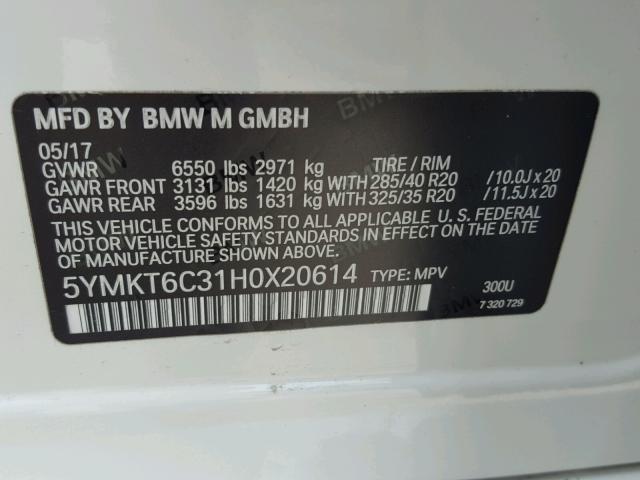 MFD BY BMW M GMBH
05/17
GVWR 6550 lbs 2971 kg TIRE / RIM
GAWR FRONT 3131 lbs 1420 kg WITH 285/40 R20 /10.0J x 20
GAWR REAR 3596 lbs 1631 kg WITH 325/35 R20 /11.5J x 20
THIS VEHICLE CONFORMS TO ALL APPLICABLE U. S. FEDERAL
MOTOR VEHICLE SAFETY STANDARDS IN EFFECT ON THE DATE
OF MANUFACTURE SHOWN ABOVE.
5YMKT6C31H0X20614 TYPE: MPV 300U
7 320 729